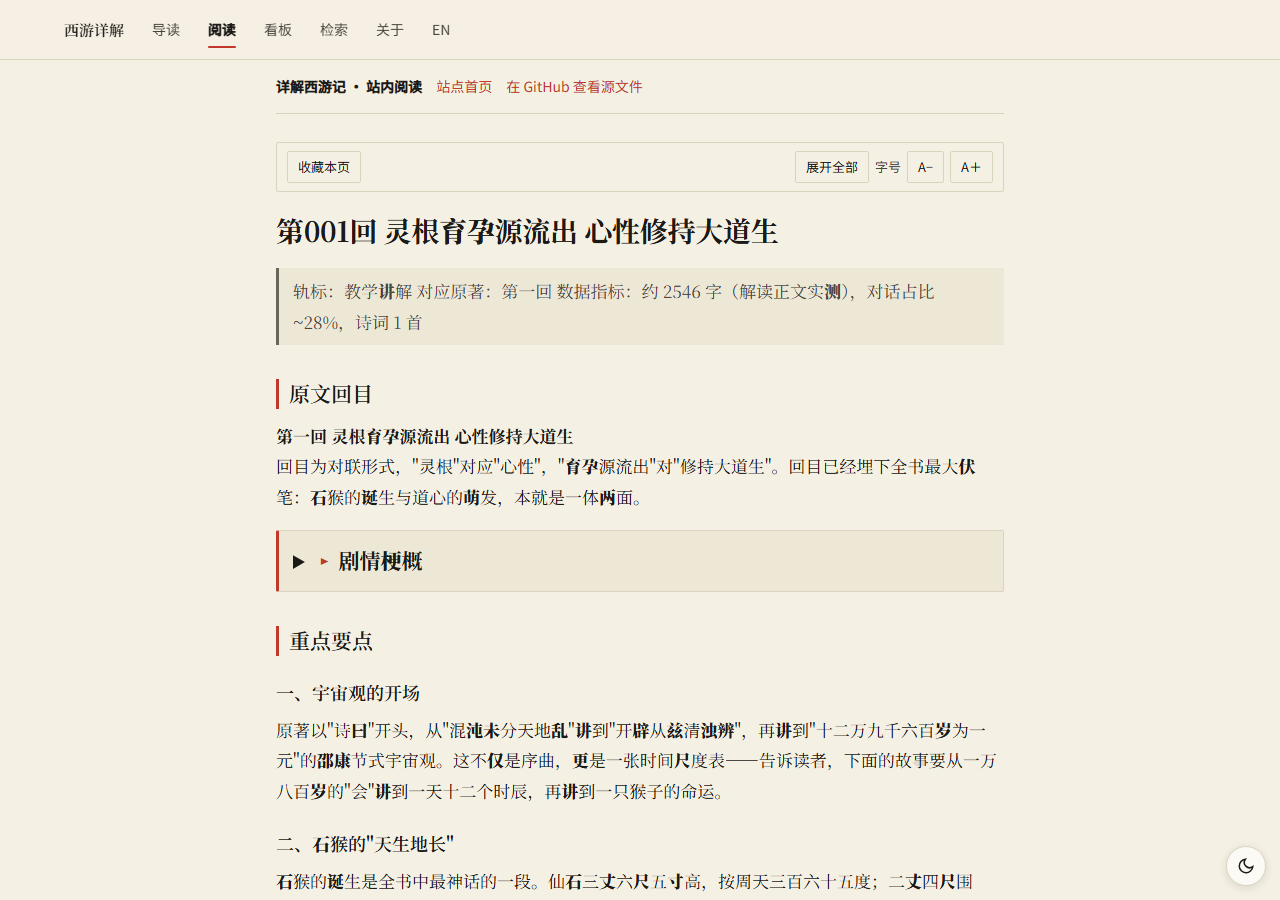 西游详解 导读 阅读 看板 检索 关于 EN
详解西游记 · 站内阅读 站点首页 在 GitHub 查看源文件
收藏本页 展开全部 字号 A− A＋
第001回 灵根育孕源流出 心性修持大道生
轨标：教学讲解 对应原著：第一回 数据指标：约 2546 字（解读正文实测），对话占比
~28%，诗词 1 首
原文回目
第一回 灵根育孕源流出 心性修持大道生
回目为对联形式，"灵根"对应"心性"，"育孕源流出"对"修持大道生"。回目已经埋下全书最大伏
笔：石猴的诞生与道心的萌发，本就是一体两面。
▶ ▸ 剧情梗概
重点要点
一、宇宙观的开场
原著以"诗曰"开头，从"混沌未分天地乱"讲到"开辟从兹清浊辨"，再讲到"十二万九千六百岁为一
元"的邵康节式宇宙观。这不仅是序曲，更是一张时间尺度表——告诉读者，下面的故事要从一万
八百岁的"会"讲到一天十二个时辰，再讲到一只猴子的命运。
二、石猴的"天生地长"
石猴的诞生是全书中最神话的一段。仙石三丈六尺五寸高，按周天三百六十五度；二丈四尺围